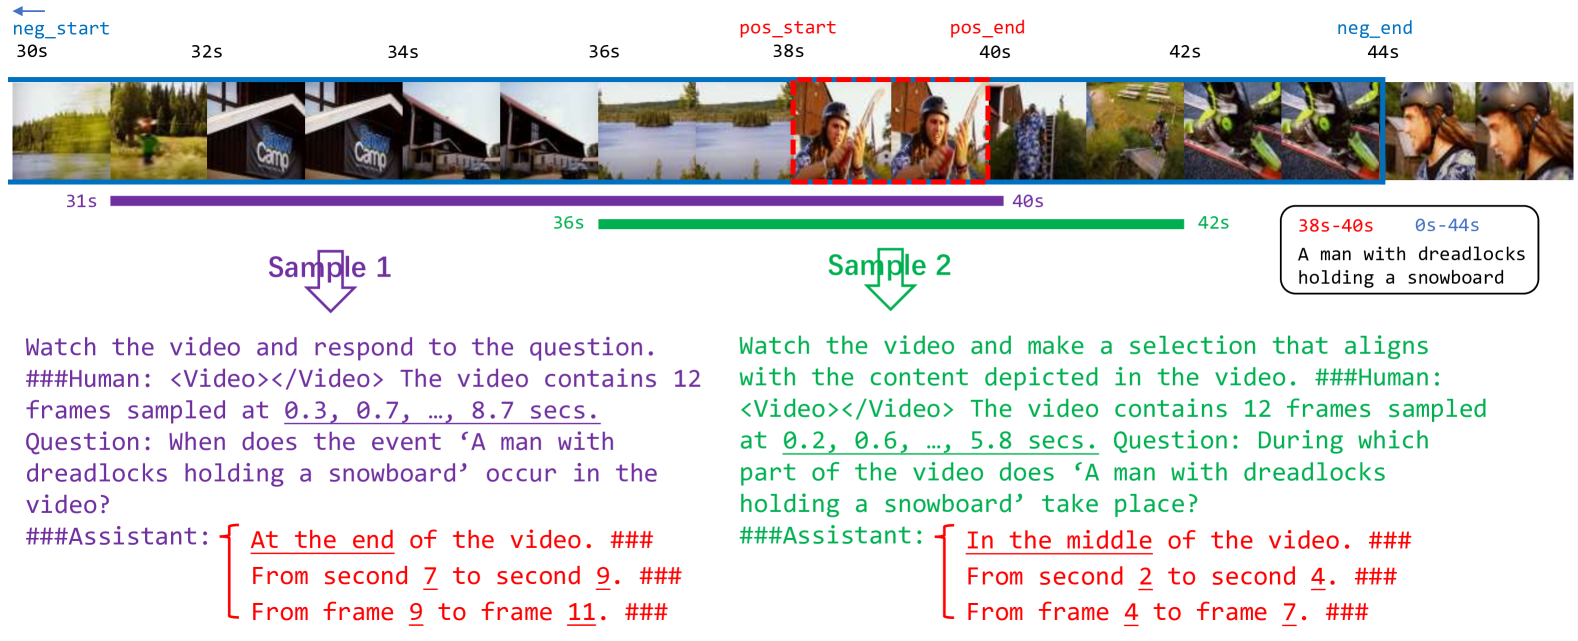 neg_start pos_start pos_end neg_end
30s 32s 34s 36s 38s 40s 42s 44s
Camp Camp
31s 40s
36s 42s
38s-40s 0s-44s
A man with dreadlocks
holding a snowboard
Sample 1
Watch the video and respond to the question.
###Human: <Video></Video> The video contains 12
frames sampled at 0.3, 0.7, …, 8.7 secs.
Question: When does the event ‘A man with
dreadlocks holding a snowboard’ occur in the
video?
###Assistant:
At the end of the video. ###
From second 7 to second 9. ###
From frame 9 to frame 11. ###
Sample 2
Watch the video and make a selection that aligns
with the content depicted in the video. ###Human:
<Video></Video> The video contains 12 frames sampled
at 0.2, 0.6, …, 5.8 secs. Question: During which
part of the video does ‘A man with dreadlocks
holding a snowboard’ take place?
###Assistant:
In the middle of the video. ###
From second 2 to second 4. ###
From frame 4 to frame 7. ###